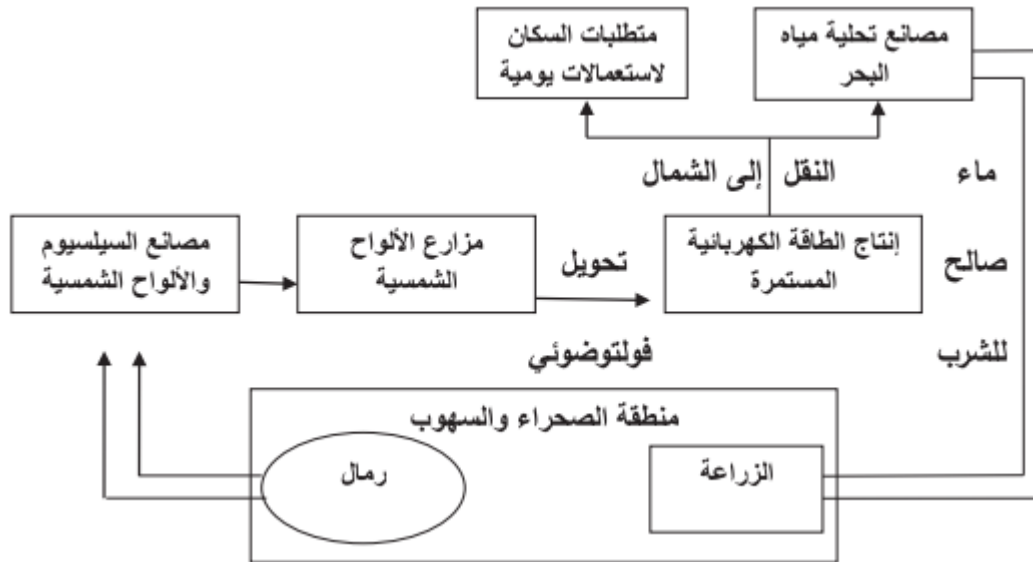 متطلبات السكان
لاستعمالات يومية
مصانع تحلية مياه
البحر
النقل إلى الشمال
ماء
صالح
للشرب
مصانع السيلسيوم
والألواح الشمسية
مزارع الألواح
الشمسية
تحويل
فولتوضوئي
إنتاج الطاقة الكهربائية
المستمرة
منطقة الصحراء والسهوب
رمال
الزراعة